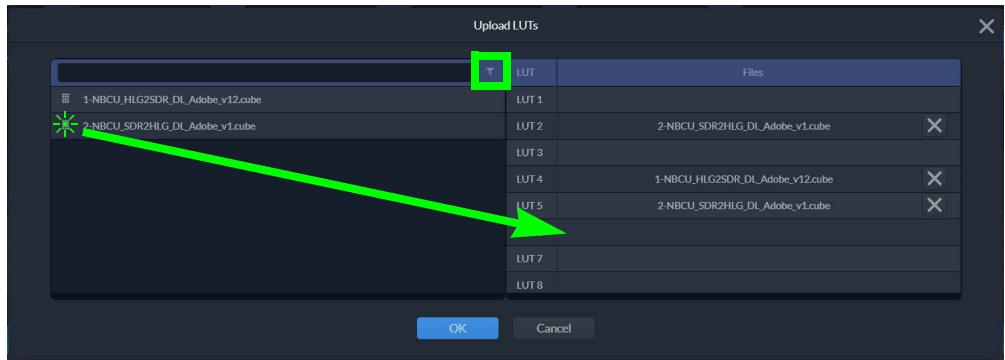 Upload LUTs
LUT Files
1-NBCU_HLG2SDR_DL_Adobe_v12.cube LUT 1
2-NBCU_SDR2HLG_DL_Adobe_v1.cube LUT 2 2-NBCU_SDR2HLG_DL_Adobe_v1.cube
LUT 3
LUT 4 1-NBCU_HLG2SDR_DL_Adobe_v12.cube
LUT 5 2-NBCU_SDR2HLG_DL_Adobe_v1.cube
LUT 7
LUT 8
OK Cancel